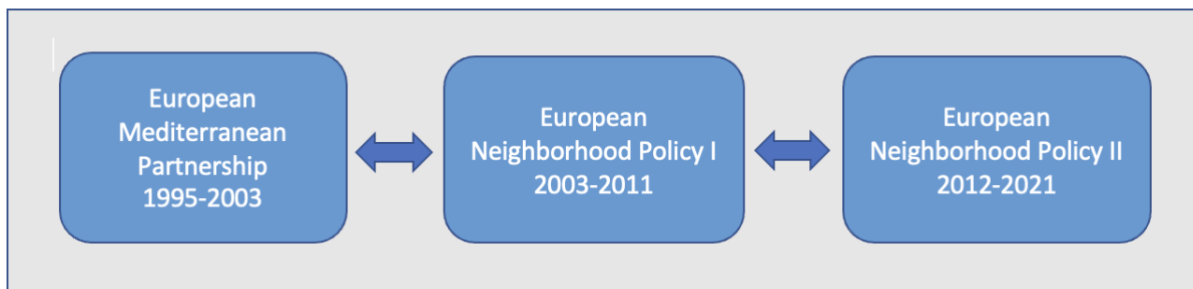 European
Mediterranean
Partnership
1995-2003
European
Neighborhood Policy I
2003-2011
European
Neighborhood Policy II
2012-2021